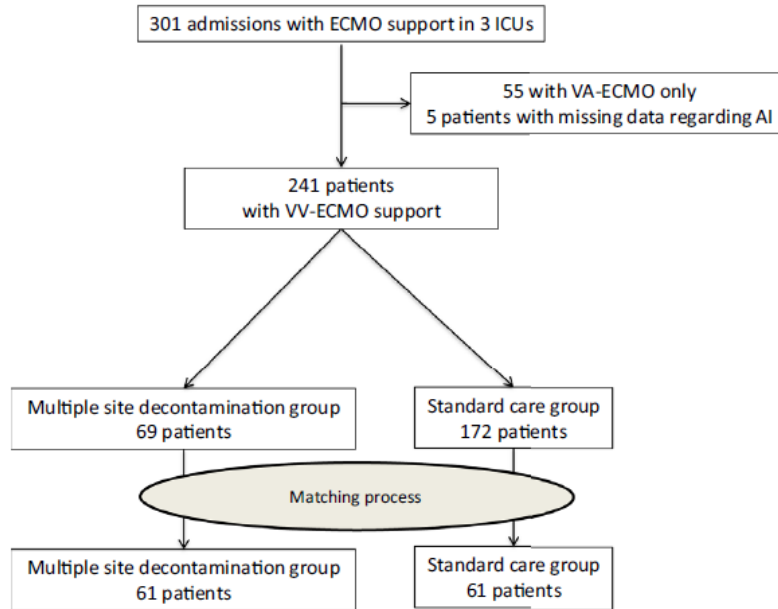 301 admissions with ECMO support in 3 ICUs
55 with VA-ECMO only
5 patients with missing data regarding AI
241 patients
with VV-ECMO support
Multiple site decontamination group
69 patients
Standard care group
172 patients
Matching process
Multiple site decontamination group
61 patients
Standard care group
61 patients